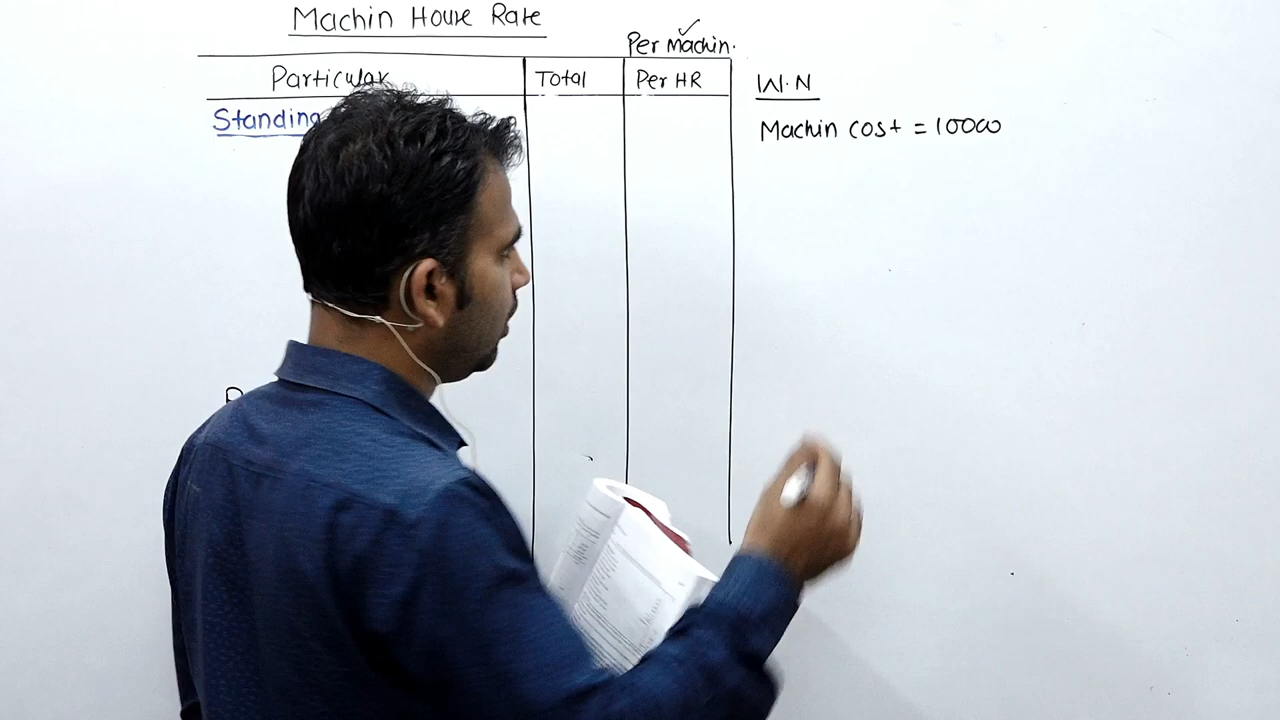 Machin House Rate
Per machin.
Particular Total Per HR W.N
Standing
Machin cost = 10000